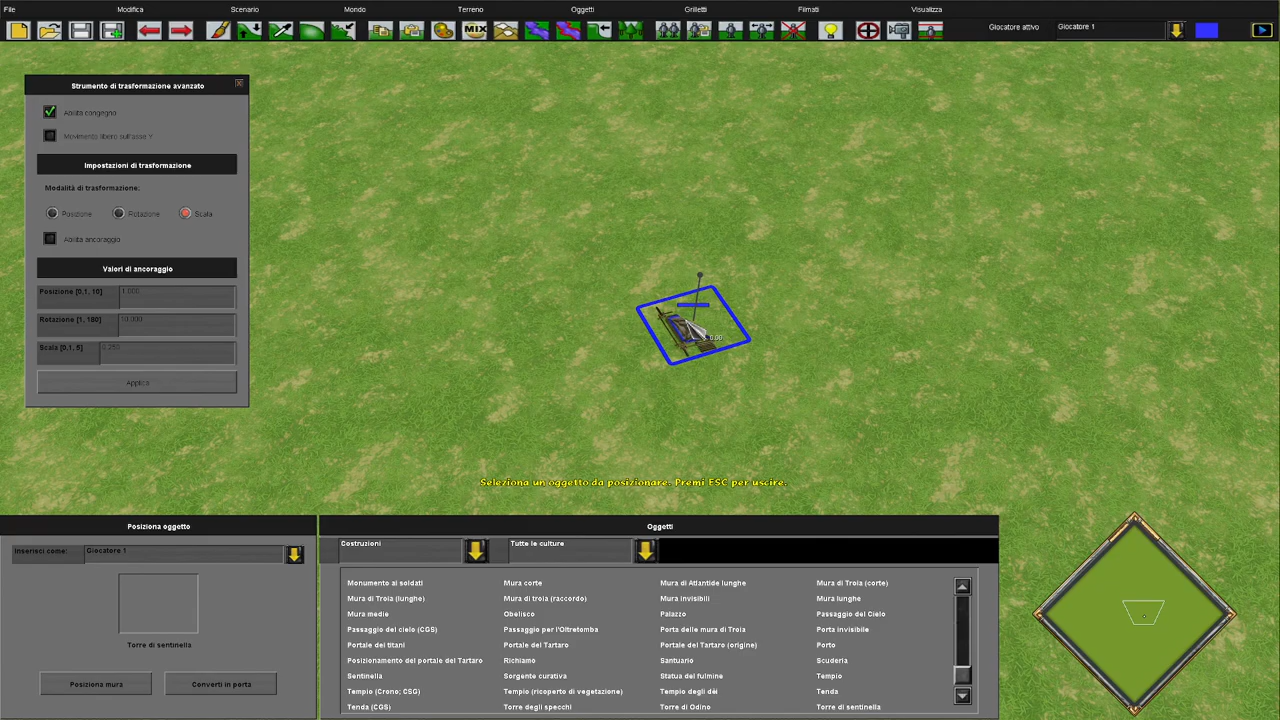 File Modifica Scenario Mondo Terreno Oggetti Grilletti Filmati Visualizza
MIX Giocatore attivo Giocatore 1
Strumento di trasformazione avanzato
Abilita congegno
Movimento libero sull'asse Y
Impostazioni di trasformazione
Modalità di trasformazione:
Posizione Rotazione Scala
Abilita ancoraggio
Valori di ancoraggio
Posizione [0,1, 10] 1.000
Rotazione [1, 180] 10.000
Scala [0,1, 5] 0.250
Applica
0.00
Seleziona un oggetto da posizionare. Premi ESC per uscire.
Posiziona oggetto
Inserisci come: Giocatore 1
Torre di sentinella
Posiziona mura Converti in porta
Oggetti
Costruzioni Tutte le culture
Monumento ai soldati Mura corte Mura di Atlantide lunghe Mura di Troia (corte)
Mura di Troia (lunghe) Mura di troia (raccordo) Mura invisibili Mura lunghe
Mura medie Obelisco Palazzo Passaggio del Cielo
Passaggio del cielo (CGS) Passaggio per l'Oltretomba Porta delle mura di Troia Porta invisibile
Portale dei titani Portale del Tartaro Portale del Tartaro (origine) Porto
Posizionamento del portale del Tartaro Richiamo Santuario Scuderia
Sentinella Sorgente curativa Statua del fulmine Tempio
Tempio (Crono; CSG) Tempio (ricoperto di vegetazione) Tempio degli dèi Tenda
Tenda (CGS) Torre degli specchi Torre di Odino Torre di sentinella